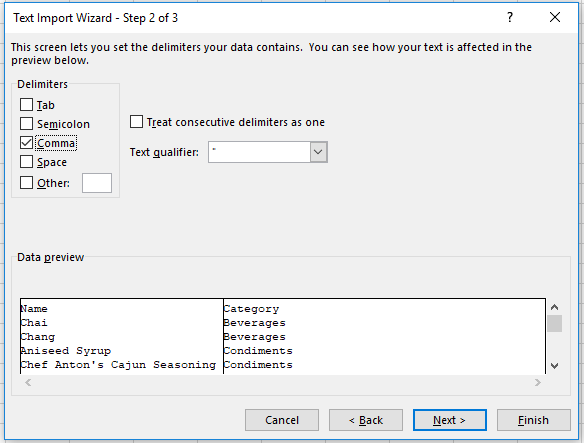 Text Import Wizard - Step 2 of 3
? ×
This screen lets you set the delimiters your data contains. You can see how your text is affected in the
preview below.
Delimiters
Tab
Semicolon
Comma
Space
Other:
Treat consecutive delimiters as one
Text qualifier: "
Data preview
Name Category
Chai Beverages
Chang Beverages
Aniseed Syrup Condiments
Chef Anton's Cajun Seasoning Condiments
Cancel < Back Next > Finish